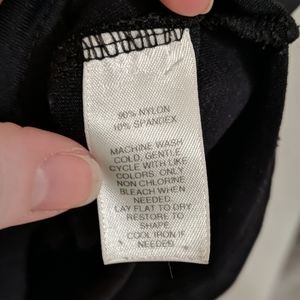 90% NYLON
10% SPANDEX
MACHINE WASH
COLD, GENTLE,
CYCLE WITH LIKE
COLORS. ONLY
NON CHLORINE
BLEACH WHEN
NEEDED.
LAY FLAT TO DRY
RESTORE TO
SHAPE.
COOL IRON IF
NEEDED